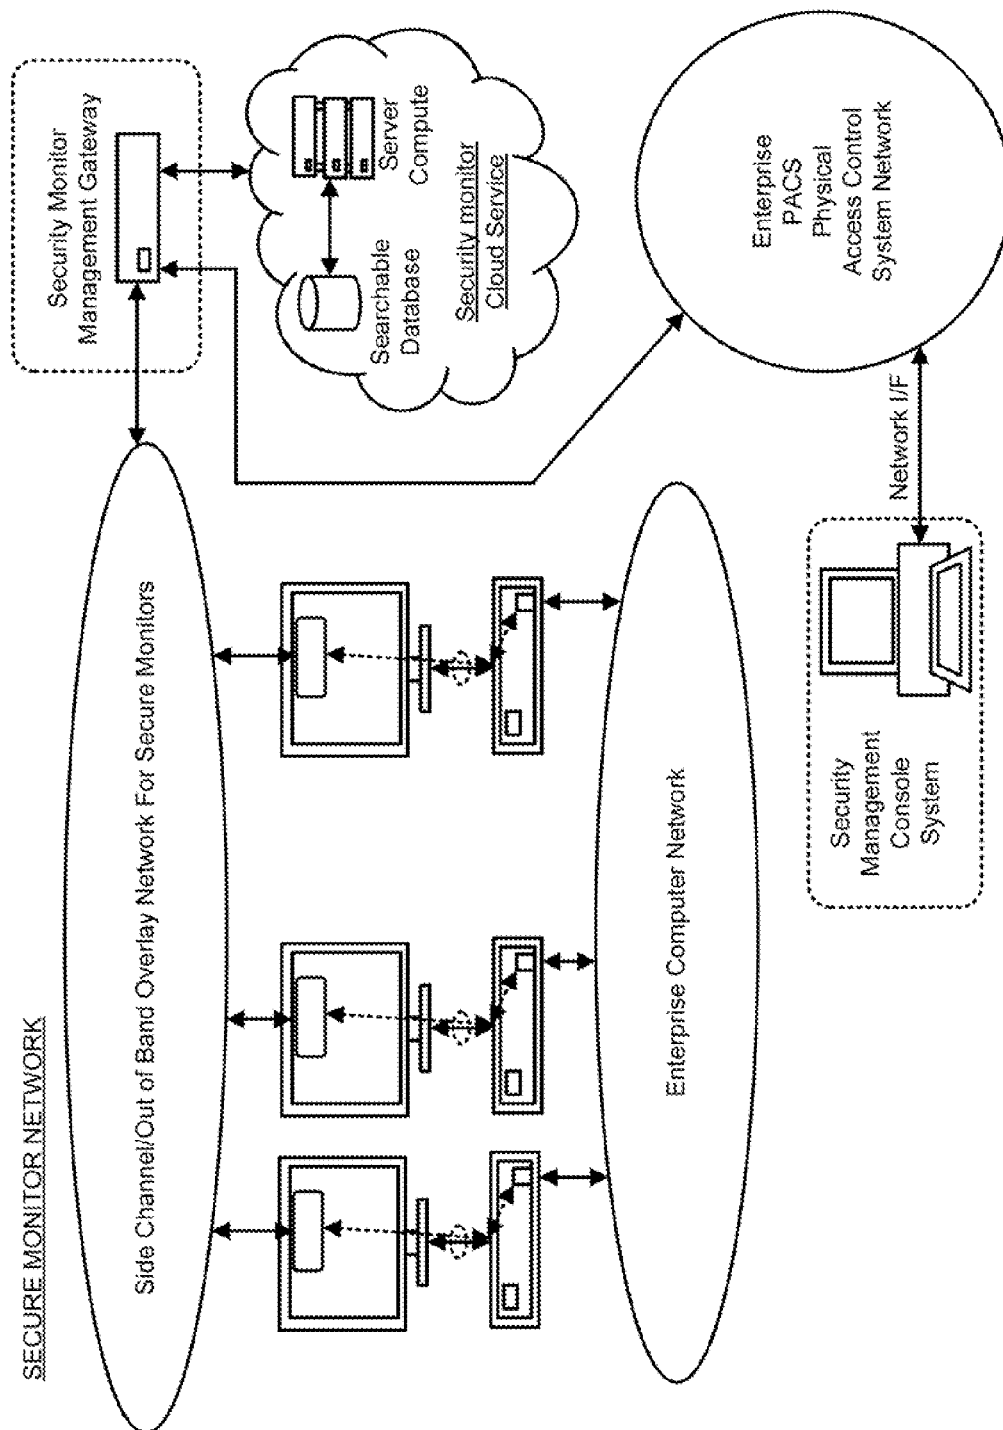 SECURE MONITOR NETWORK
Side Channel/Out of Band Overlay Network For Secure Monitors
Security Monitor
Management Gateway
Server
Compute
Searchable
Database
Security monitor
Cloud Service
Enterprise Computer Network
Enterprise
PACS
Physical
Access Control
System Network
Network I/F
Security
Management
Console
System